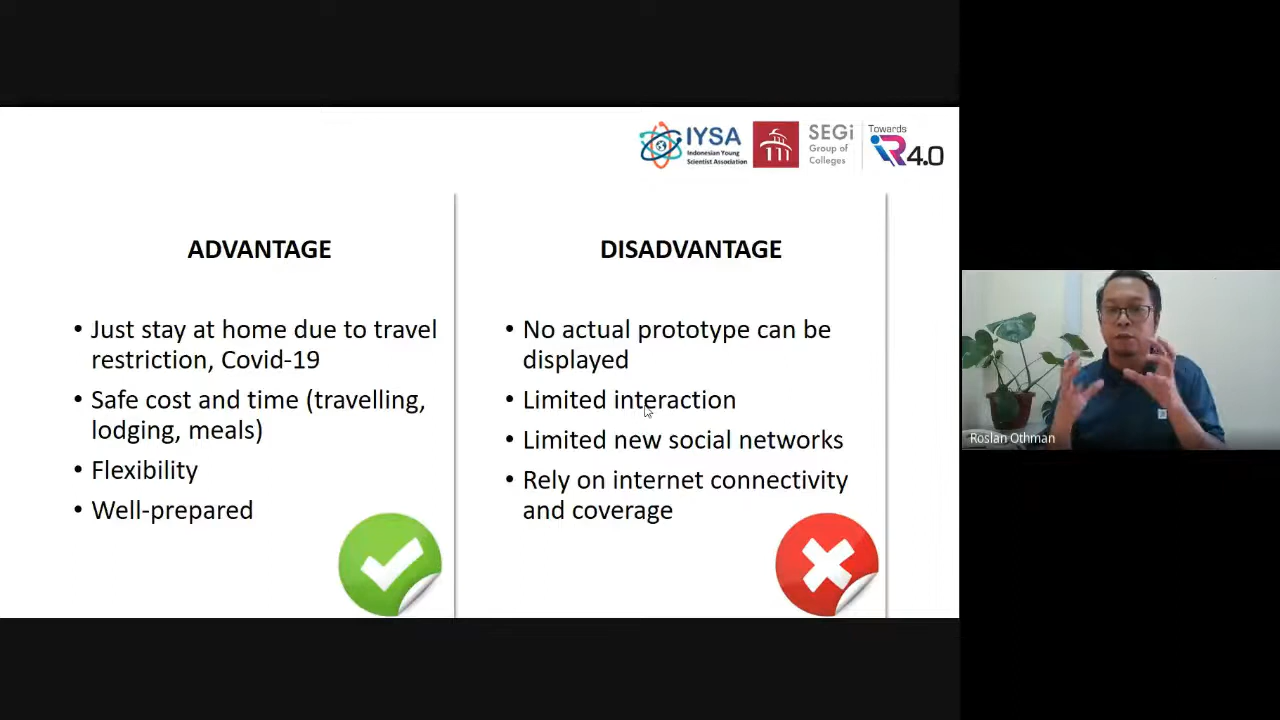 IYSA
Indonesian Young
Scientist Association
SEGi
Group of
Colleges
Towards
iR4.0
ADVANTAGE
• Just stay at home due to travel
restriction, Covid-19
• Safe cost and time (travelling,
lodging, meals)
• Flexibility
• Well-prepared
DISADVANTAGE
• No actual prototype can be
displayed
• Limited interaction
• Limited new social networks
• Rely on internet connectivity
and coverage
Roslan Othman